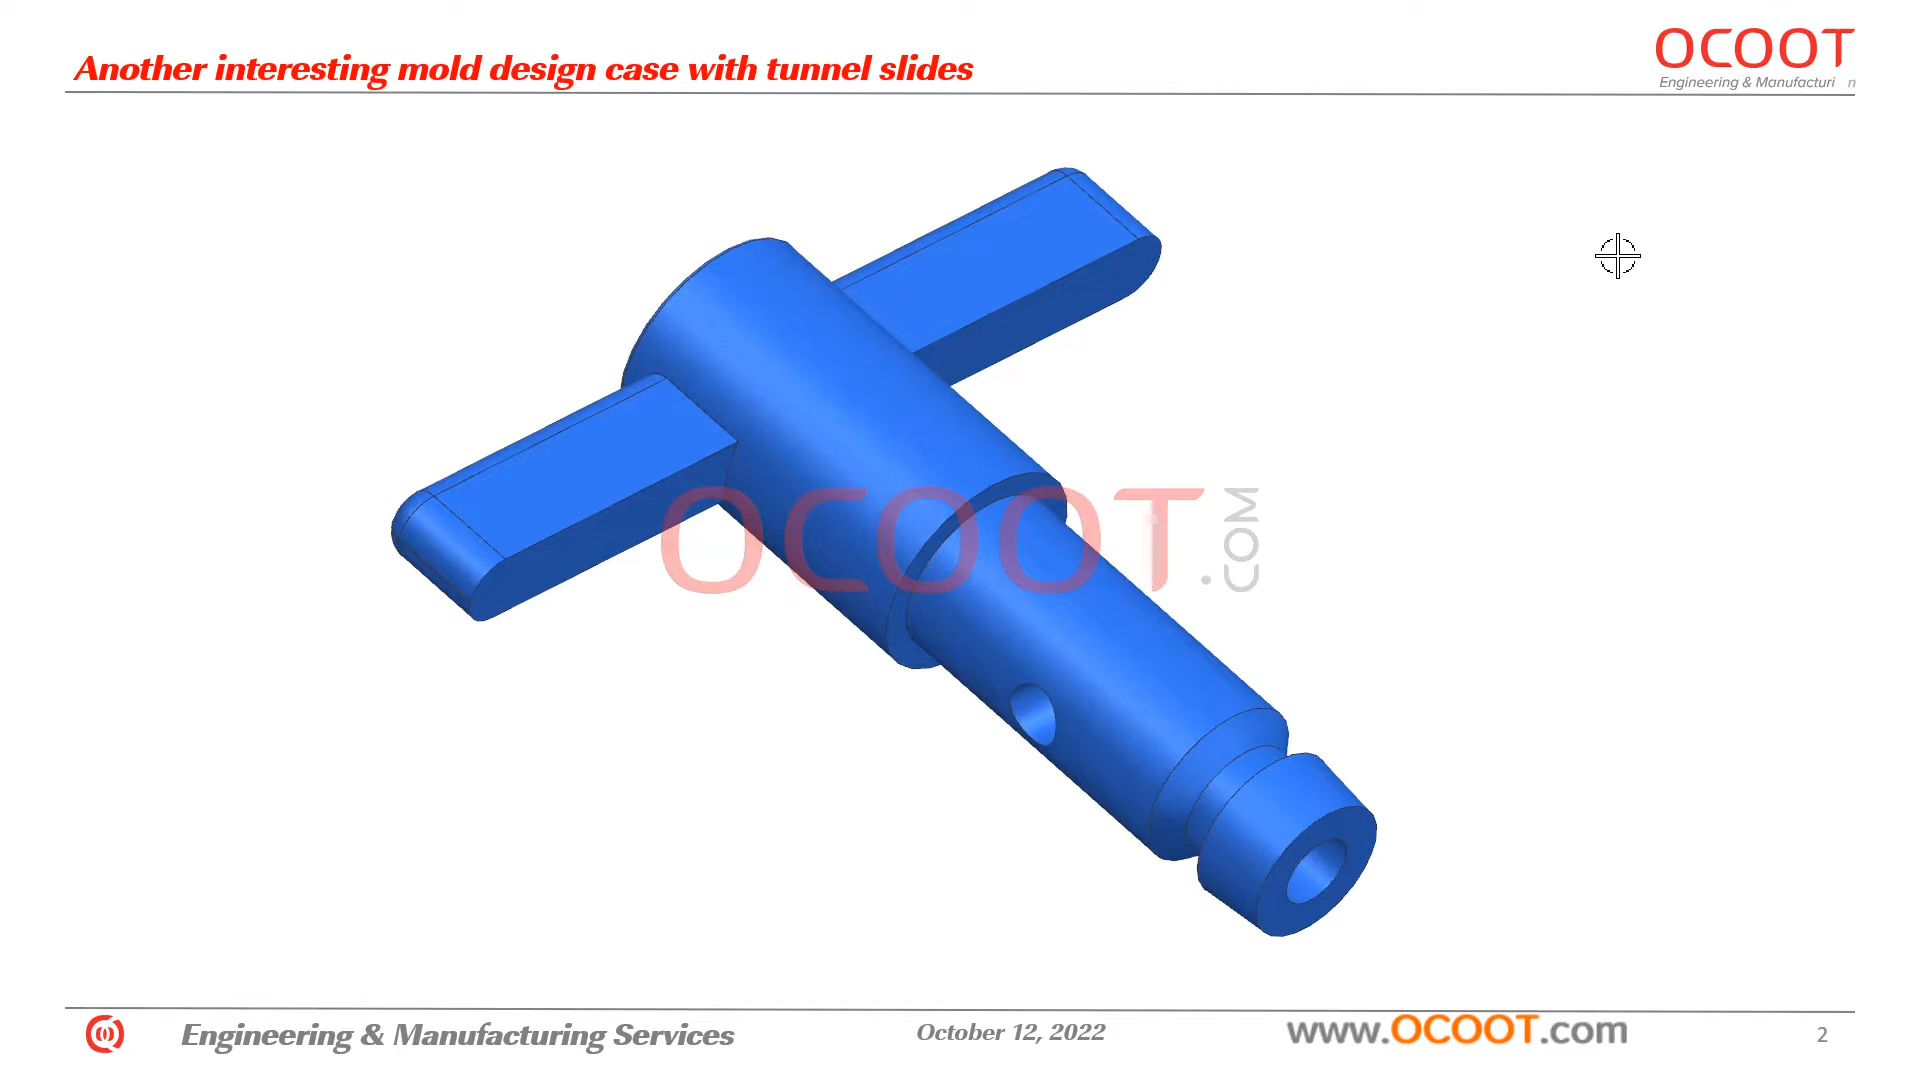 Another interesting mold design case with tunnel slides
OCOOT
Engineering & Manufacturi n
OCOOT.COM
Engineering & Manufacturing Services
October 12, 2022
www.OCOOT.com
2